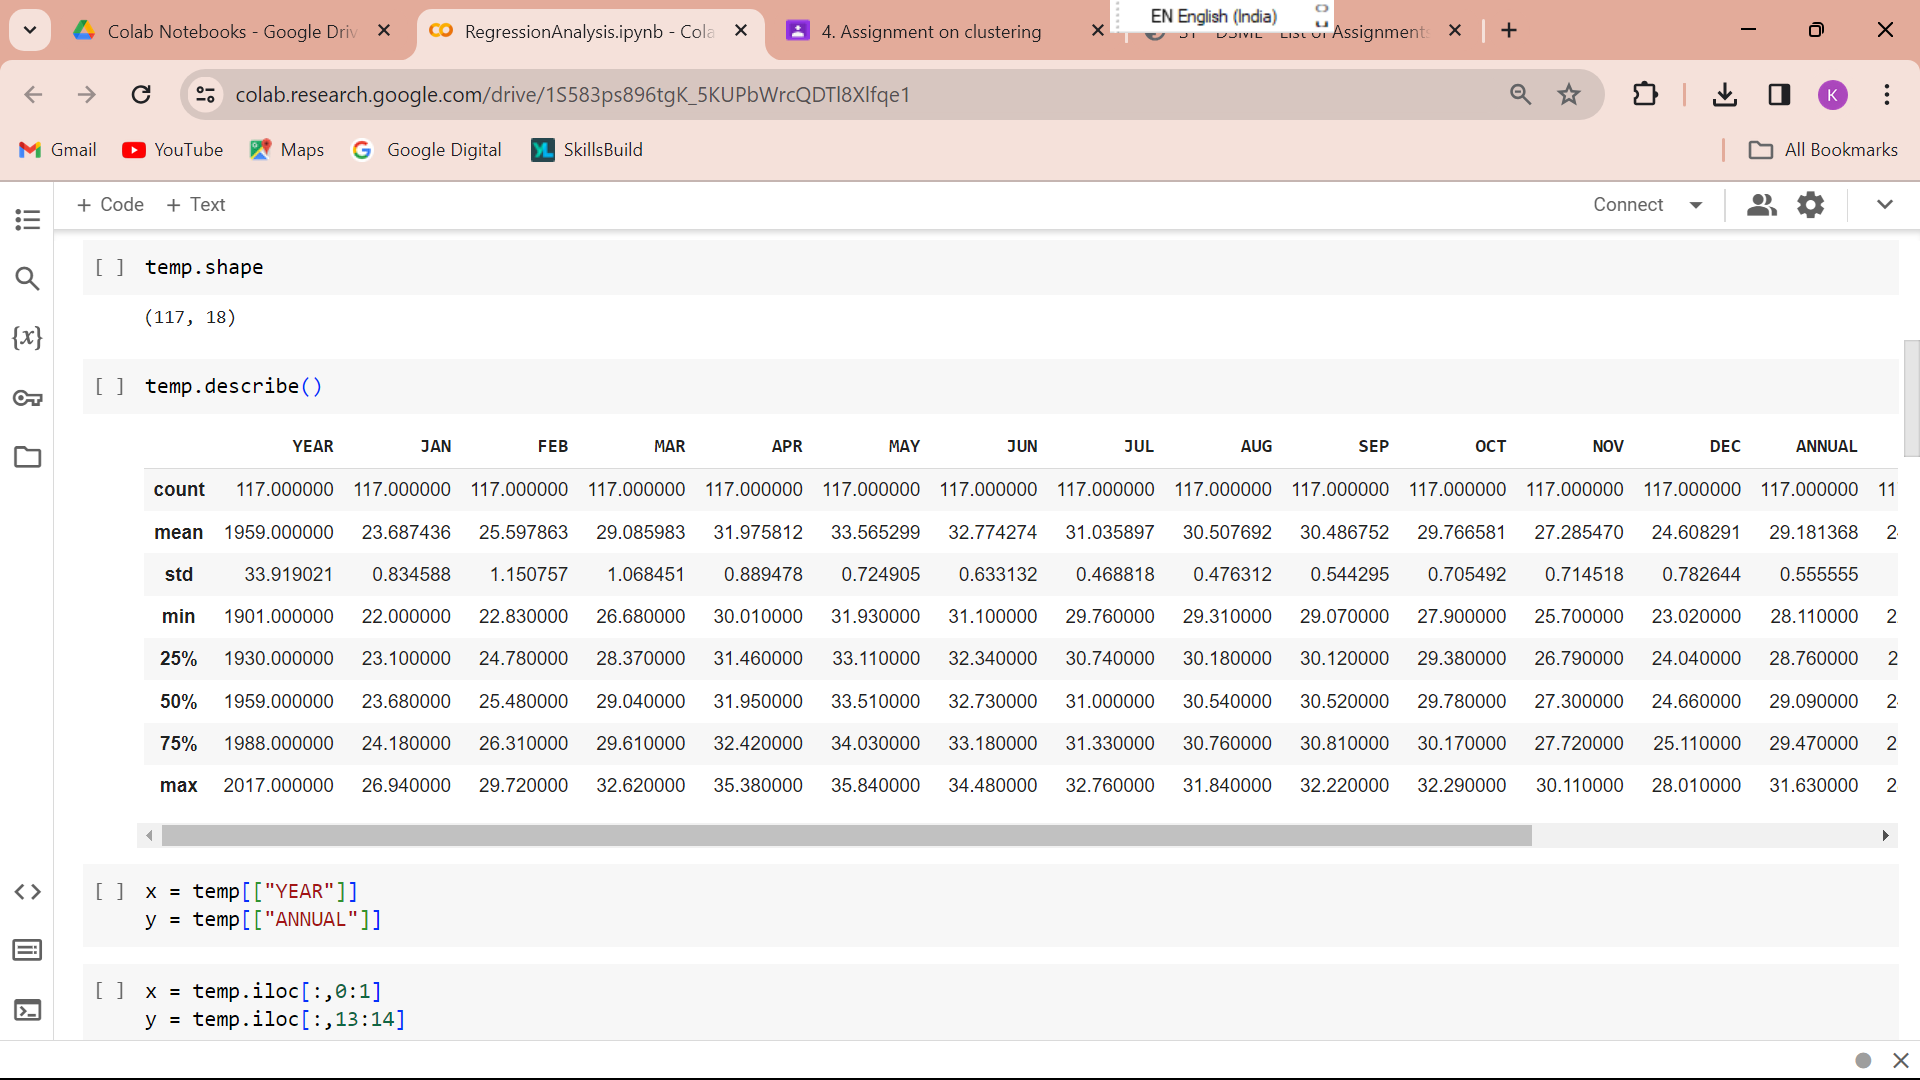 EN English (India)
Colab Notebooks - Google Driv
RegressionAnalysis.ipynb - Cola
4. Assignment on clustering
List of Assignments
colab.research.google.com/drive/1S583ps896tgK_5KUPbWrcQDTl8Xlfqe1
K
Gmail YouTube Maps Google Digital SkillsBuild All Bookmarks
+ Code + Text Connect
[ ] temp.shape
(117, 18)
{x}
[ ] temp.describe()
YEAR JAN FEB MAR APR MAY JUN JUL AUG SEP OCT NOV DEC ANNUAL
count 117.000000 117.000000 117.000000 117.000000 117.000000 117.000000 117.000000 117.000000 117.000000 117.000000 117.000000 117.000000 117.000000 117.000000 11
mean 1959.000000 23.687436 25.597863 29.085983 31.975812 33.565299 32.774274 31.035897 30.507692 30.486752 29.766581 27.285470 24.608291 29.181368 2
std 33.919021 0.834588 1.150757 1.068451 0.889478 0.724905 0.633132 0.468818 0.476312 0.544295 0.705492 0.714518 0.782644 0.555555
min 1901.000000 22.000000 22.830000 26.680000 30.010000 31.930000 31.100000 29.760000 29.310000 29.070000 27.900000 25.700000 23.020000 28.110000 2
25% 1930.000000 23.100000 24.780000 28.370000 31.460000 33.110000 32.340000 30.740000 30.180000 30.120000 29.380000 26.790000 24.040000 28.760000 2
50% 1959.000000 23.680000 25.480000 29.040000 31.950000 33.510000 32.730000 31.000000 30.540000 30.520000 29.780000 27.300000 24.660000 29.090000 2
75% 1988.000000 24.180000 26.310000 29.610000 32.420000 34.030000 33.180000 31.330000 30.760000 30.810000 30.170000 27.720000 25.110000 29.470000 2
max 2017.000000 26.940000 29.720000 32.620000 35.380000 35.840000 34.480000 32.760000 31.840000 32.220000 32.290000 30.110000 28.010000 31.630000 2
[ ] x = temp[["YEAR"]]
y = temp[["ANNUAL"]]
[ ] x = temp.iloc[:,0:1]
y = temp.iloc[:,13:14]